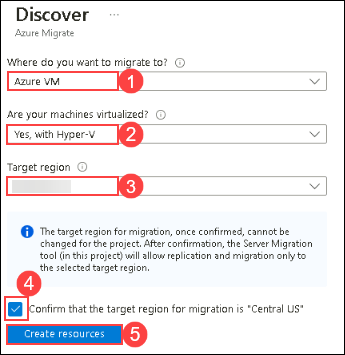 Discover ...
Azure Migrate
Where do you want to migrate to?
Azure VM
1
Are your machines virtualized?
Yes, with Hyper-V
2
Target region
3
The target region for migration, once confirmed, cannot be
changed for the project. After confirmation, the Server Migration
tool (in this project) will allow replication and migration only to
the selected target region.
4
Confirm that the target region for migration is "Central US"
Create resources
5